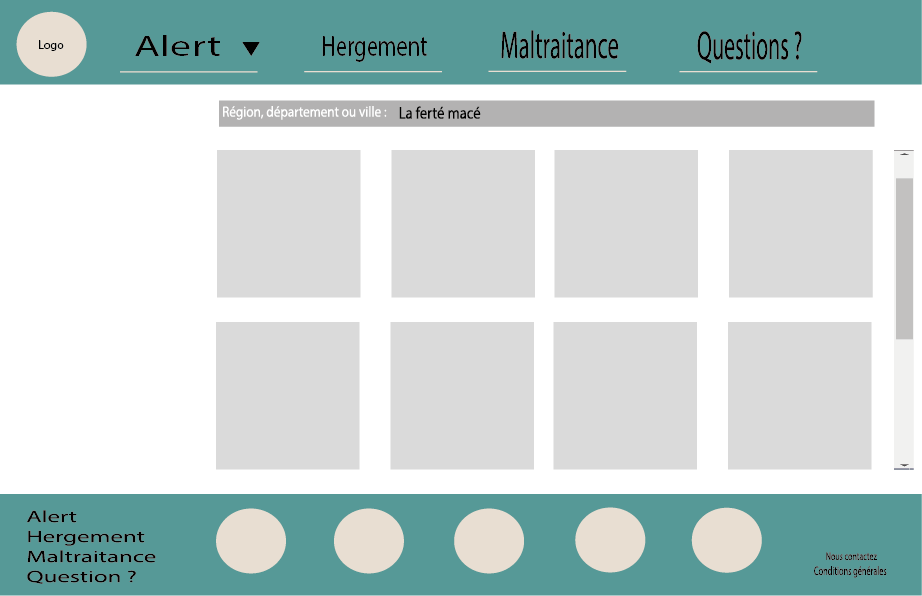 Logo
Alert
Hergement
Maltraitance
Questions ?
Région, département ou ville : La ferté macé
Alert
Hergement
Maltraitance
Question ?
Nous contactez
Conditions générales